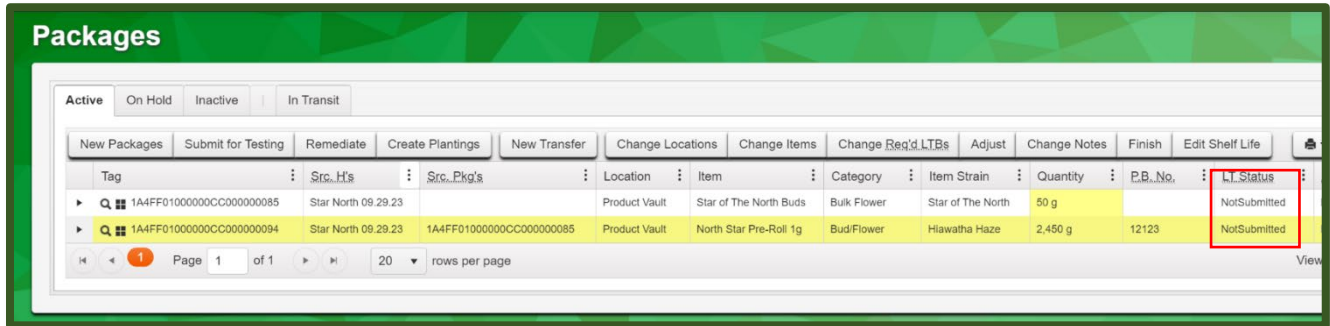 Packages
Active On Hold Inactive In Transit
New Packages Submit for Testing Remediate Create Plantings New Transfer Change Locations Change Items Change Req'd LTBs Adjust Change Notes Finish Edit Shelf Life
Tag Src. H's Src. Pkg's Location Item Category Item Strain Quantity P.B. No. LT Status
1A4FF01000000CC000000085 Star North 09.29.23 Product Vault Star of The North Buds Bulk Flower Star of The North 50 g NotSubmitted
1A4FF01000000CC000000094 Star North 09.29.23 1A4FF01000000CC000000085 Product Vault North Star Pre-Roll 1g Bud/Flower Hiawatha Haze 2,450 g 12123 NotSubmitted
1 Page 1 of 1 20 rows per page View